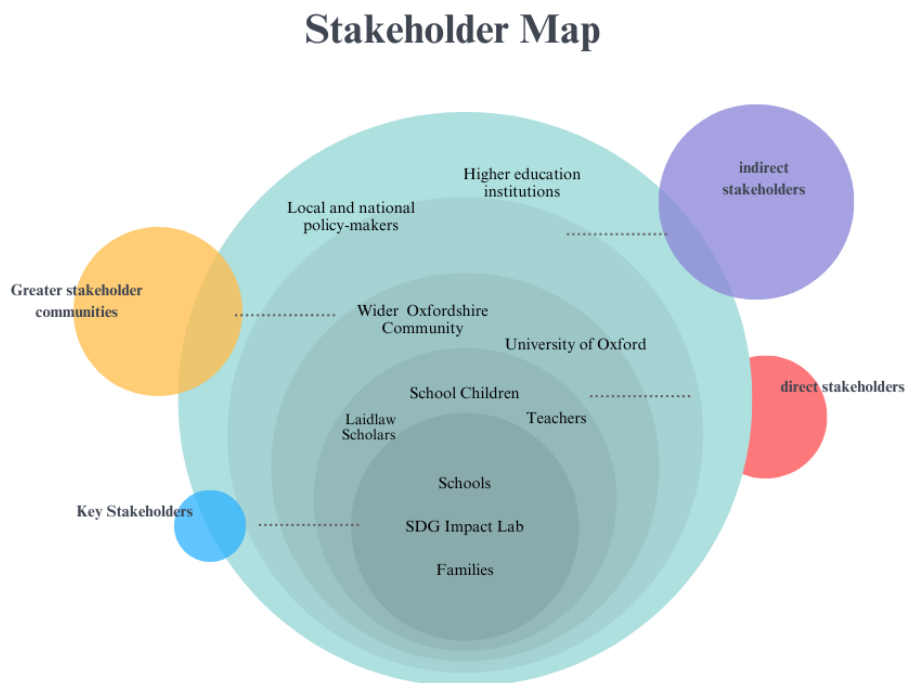 Stakeholder Map
indirect
stakeholders
Higher education
institutions
Local and national
policy-makers
Greater stakeholder
communities
Wider Oxfordshire
Community
University of Oxford
direct stakeholders
School Children
Laidlaw
Scholars
Teachers
Schools
Key Stakeholders
SDG Impact Lab
Families